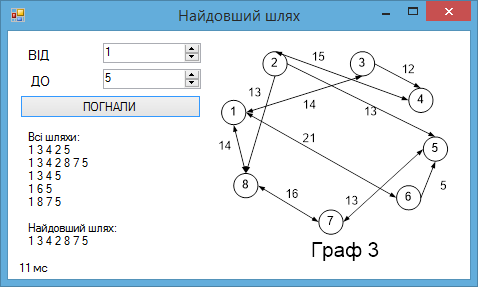 Найдовший шлях
ВІД
1
ДО
5
ПОГНАЛИ
Всі шляхи:
1 3 4 2 5
1 3 4 2 8 7 5
1 3 4 5
1 6 5
1 8 7 5
Найдовший шлях:
1 3 4 2 8 7 5
11 мс
2
15
3
12
4
13
14
13
1
14
21
5
8
16
13
6
5
7
Граф 3